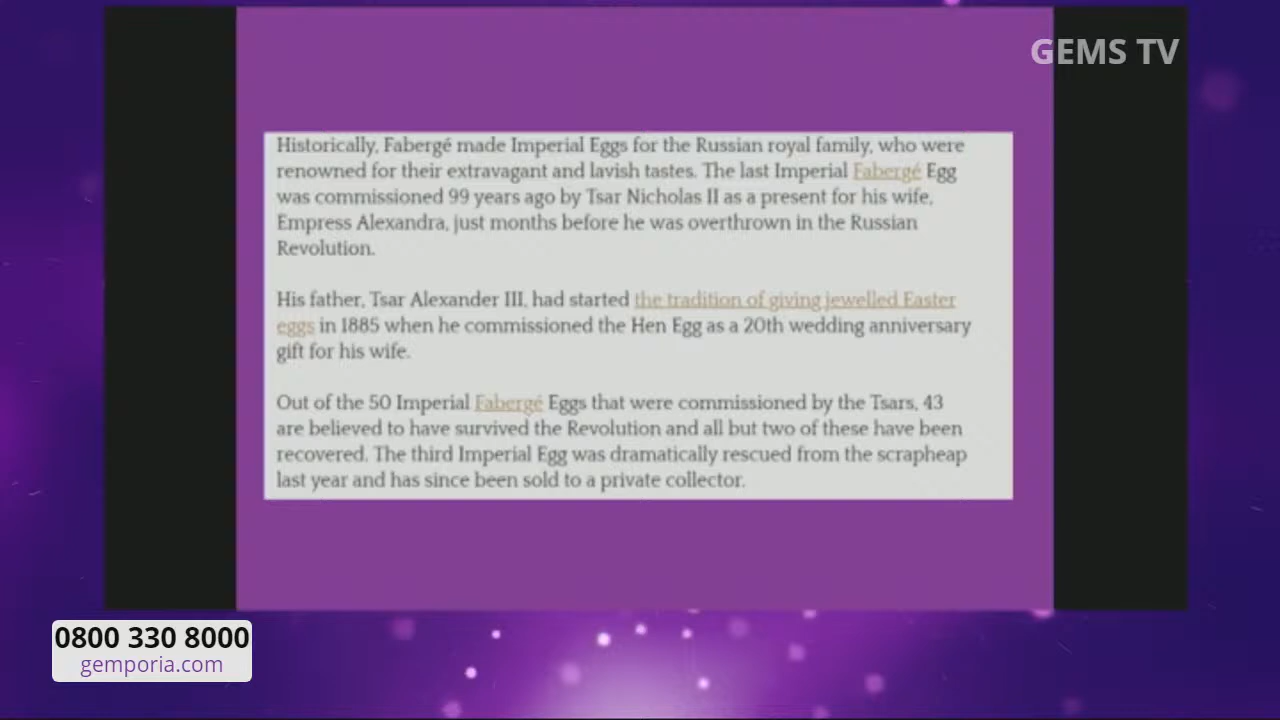 GEMS TV
Historically, Fabergé made Imperial Eggs for the Russian royal family, who were
renowned for their extravagant and lavish tastes. The last Imperial Fabergé Egg
was commissioned 99 years ago by Tsar Nicholas II as a present for his wife,
Empress Alexandra, just months before he was overthrown in the Russian
Revolution.
His father, Tsar Alexander III, had started the tradition of giving jewelled Easter
eggs in 1885 when he commissioned the Hen Egg as a 20th wedding anniversary
gift for his wife.
Out of the 50 Imperial Fabergé Eggs that were commissioned by the Tsars, 43
are believed to have survived the Revolution and all but two of these have been
recovered. The third Imperial Egg was dramatically rescued from the scrapheap
last year and has since been sold to a private collector.
0800 330 8000
gemporia.com